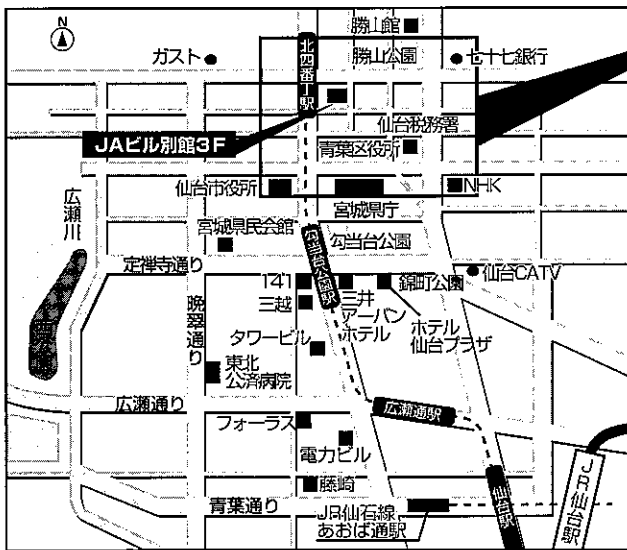 N
勝山館
ガスト
北四番丁駅
勝山公園
七十七銀行
仙台税務署
JAビル別館3F
青葉区役所
仙台市役所
NHK
宮城県庁
広瀬川
宮城県民会館
勾当台公園
勾当台公園駅
定禅寺通り
仙台CATV
141
錦町公園
三越
三井
アーバン
ホテル
ホテル
仙台プラザ
晩翠通り
タワービル
東北
公済病院
広瀬通り
広瀬通駅
フォーラス
電力ビル
藤崎
青葉通り
JR仙石線
あおば通駅
仙台駅
JR仙台駅